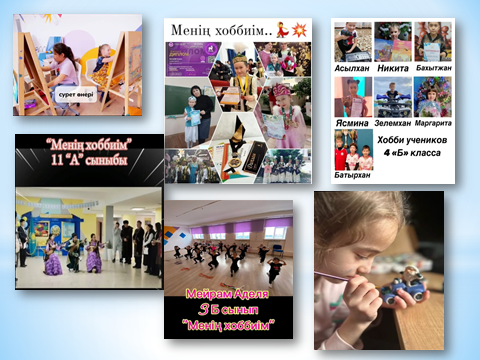 сурет өнері
Менің хоббиім..
Асылхан Никита Бахытжан
Ясмина Зелемхан Маргарита
Батырхан
Хобби учеников
4 «Б» класса
"Менің хоббиім"
11 "А" сыныбы
Мейрам Аделя
3 Б сынып
"Менің хоббиім"